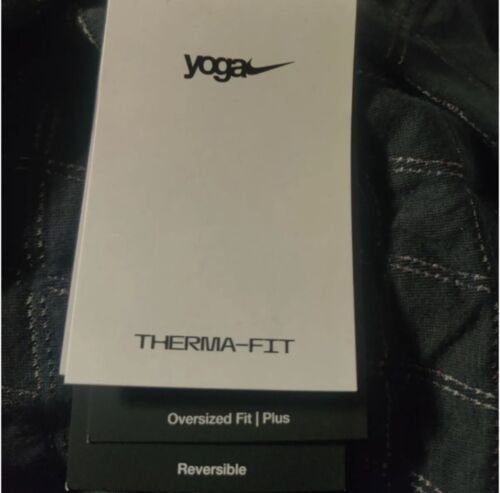 yoga
THERMA-FIT
Oversized Fit | Plus
Reversible